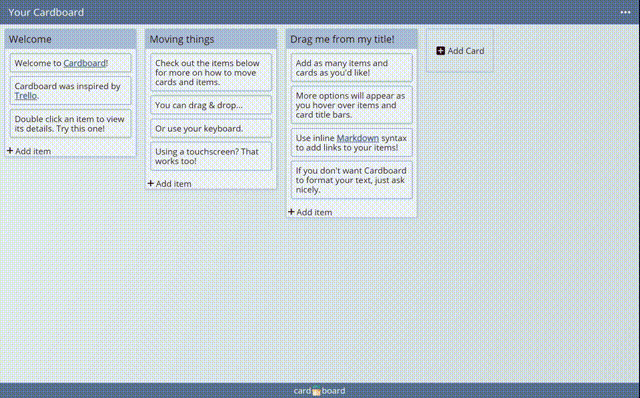 Your Cardboard
Welcome
Welcome to Cardboard!
Cardboard was inspired by
Trello.
Double click an item to view
its details. Try this one!
+ Add item
Moving things
Check out the items below
for more on how to move
cards and items.
You can drag & drop...
Or use your keyboard.
Using a touchscreen? That
works too!
+ Add item
Drag me from my title!
Add as many items and
cards as you'd like!
More options will appear as
you hover over items and
card title bars.
Use inline Markdown syntax
to add links to your items!
If you don't want Cardboard
to format your text, just ask
nicely.
+ Add item
Add Card
card board